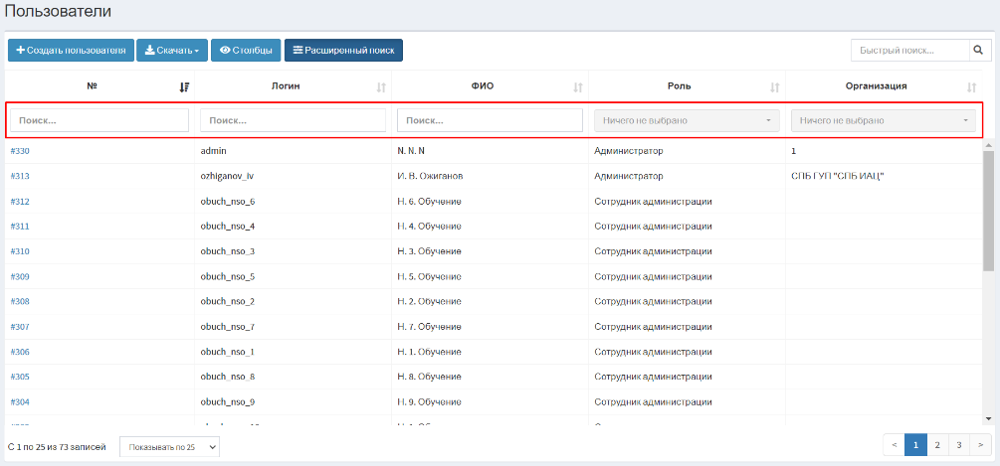 Пользователи
Создать пользователя Скачать Столбцы Расширенный поиск Быстрый поиск...
№ Логин ФИО Роль Организация
Поиск... Поиск... Поиск... Ничего не выбрано Ничего не выбрано
#330 admin N. N. N Администратор 1
#313 ozhiganov_iv И. В. Ожиганов Администратор СПБ ГУП "СПБ ИАЦ"
#312 obuch_nso_6 Н. 6. Обучение Сотрудник администрации
#311 obuch_nso_4 Н. 4. Обучение Сотрудник администрации
#310 obuch_nso_3 Н. 3. Обучение Сотрудник администрации
#309 obuch_nso_5 Н. 5. Обучение Сотрудник администрации
#308 obuch_nso_2 Н. 2. Обучение Сотрудник администрации
#307 obuch_nso_7 Н. 7. Обучение Сотрудник администрации
#306 obuch_nso_1 Н. 1. Обучение Сотрудник администрации
#305 obuch_nso_8 Н. 8. Обучение Сотрудник администрации
#304 obuch_nso_9 Н. 9. Обучение Сотрудник администрации
С 1 по 25 из 73 записей Показывать по 25 < 1 2 3 >